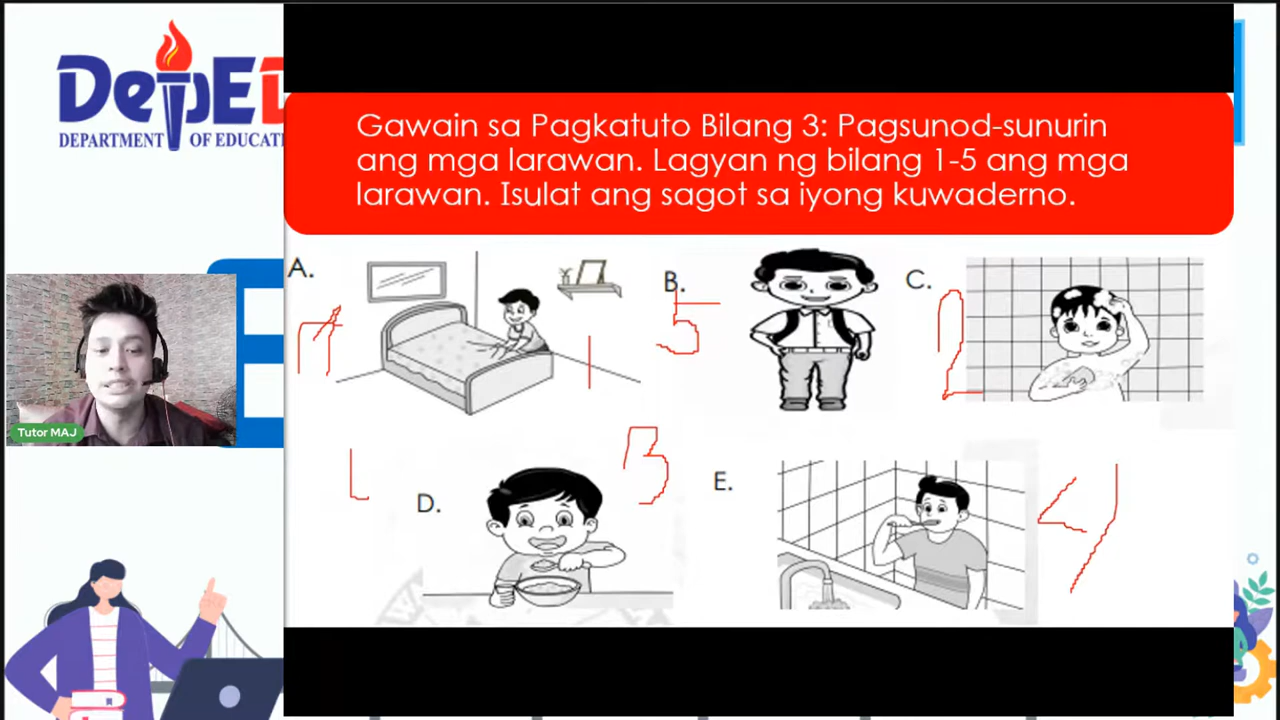 DepED
DEPARTMENT OF EDUCATI
Gawain sa Pagkatuto Bilang 3: Pagsunod-sunurin
ang mga larawan. Lagyan ng bilang 1-5 ang mga
larawan. Isulat ang sagot sa iyong kuwaderno.
A.
1
B.
5
C.
2
Tutor MAJ
D.
3
E.
4